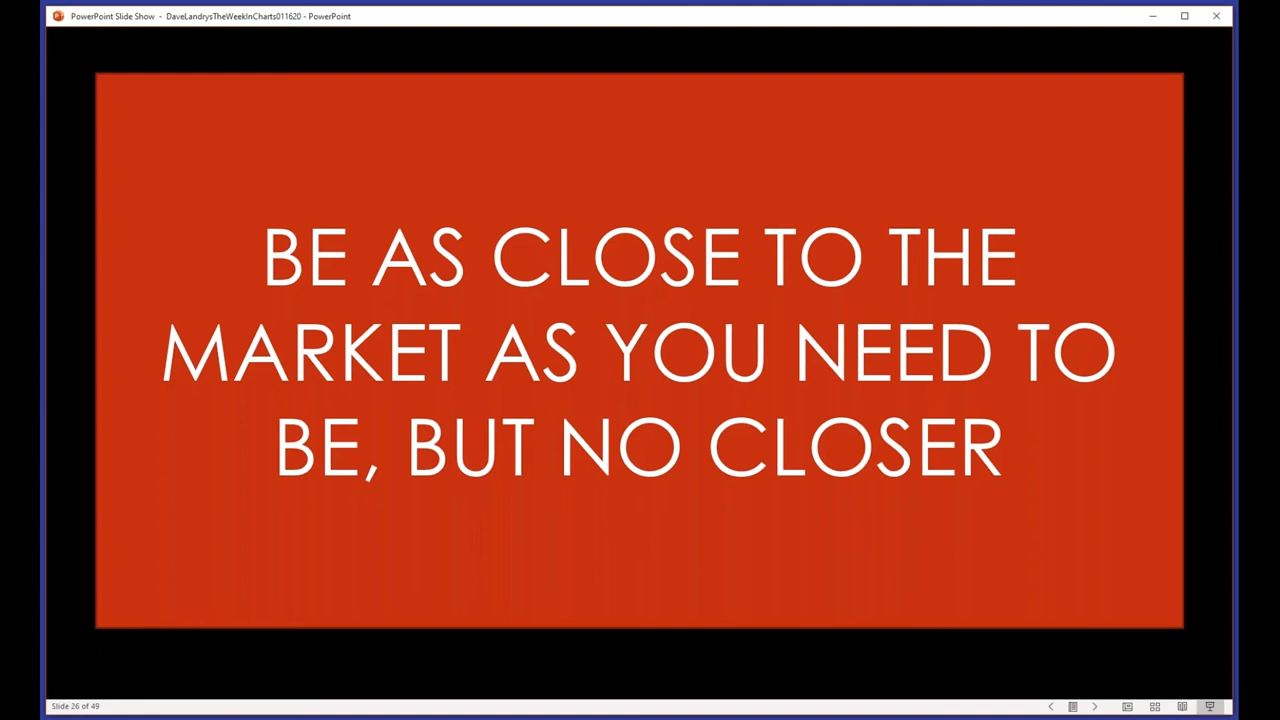 PowerPoint Slide Show - DaveLandrysTheWeekInCharts011620 - PowerPoint
BE AS CLOSE TO THE
MARKET AS YOU NEED TO
BE, BUT NO CLOSER
Slide 26 of 49